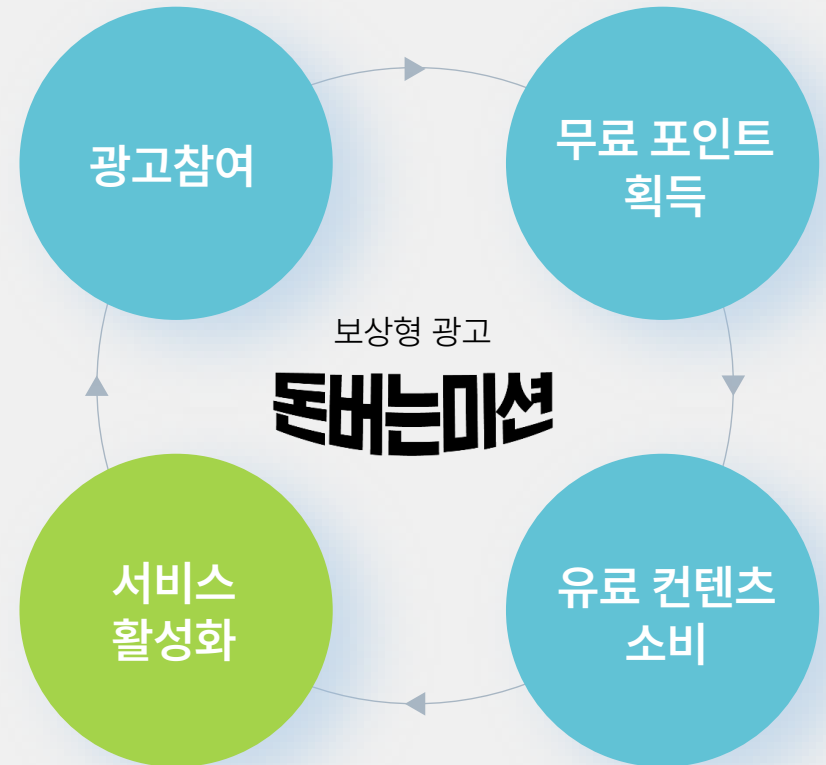 광고참여
무료 포인트
획득
보상형 광고
돈버는미션
서비스
활성화
유료 컨텐츠
소비